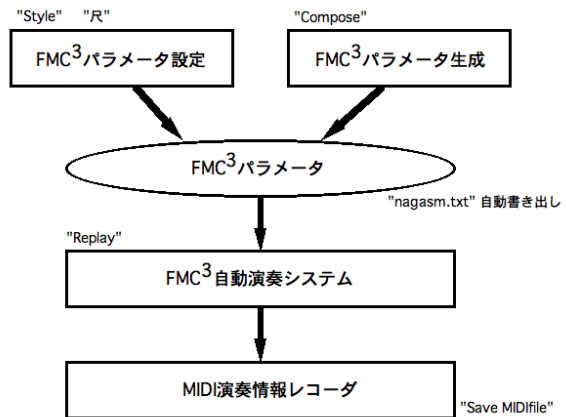 "Style" "尺"
"Compose"
FMC3パラメータ設定
FMC3パラメータ生成
FMC3パラメータ
"nagasm.txt" 自動書き出し
"Replay"
FMC3自動演奏システム
MIDI演奏情報レコーダ
"Save MIDIfile"